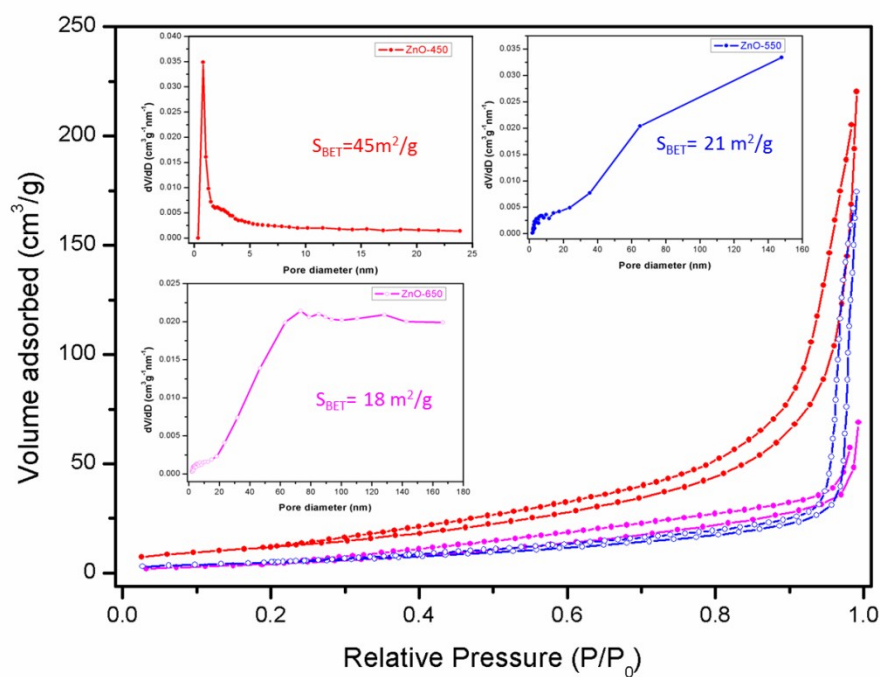 Volume adsorbed (cm³/g)
250
200
150
100
50
0
0.0 0.2 0.4 0.6 0.8 1.0
Relative Pressure (P/P₀)
dV/dD (cm³g⁻¹nm⁻¹)
0.040
0.035
0.030
0.025
0.020
0.015
0.010
0.005
0.000
ZnO-450
S_BET=45m²/g
0 5 10 15 20 25
Pore diameter (nm)
dV/dD (cm³g⁻¹nm⁻¹)
0.035
0.030
0.025
0.020
0.015
0.010
0.005
0.000
ZnO-550
S_BET= 21 m²/g
0 20 40 60 80 100 120 140 160
Pore diameter (nm)
dV/dD (cm³g⁻¹nm⁻¹)
0.025
0.020
0.015
0.010
0.005
0.000
ZnO-650
S_BET= 18 m²/g
0 20 40 60 80 100 120 140 160 180
Pore diameter (nm)